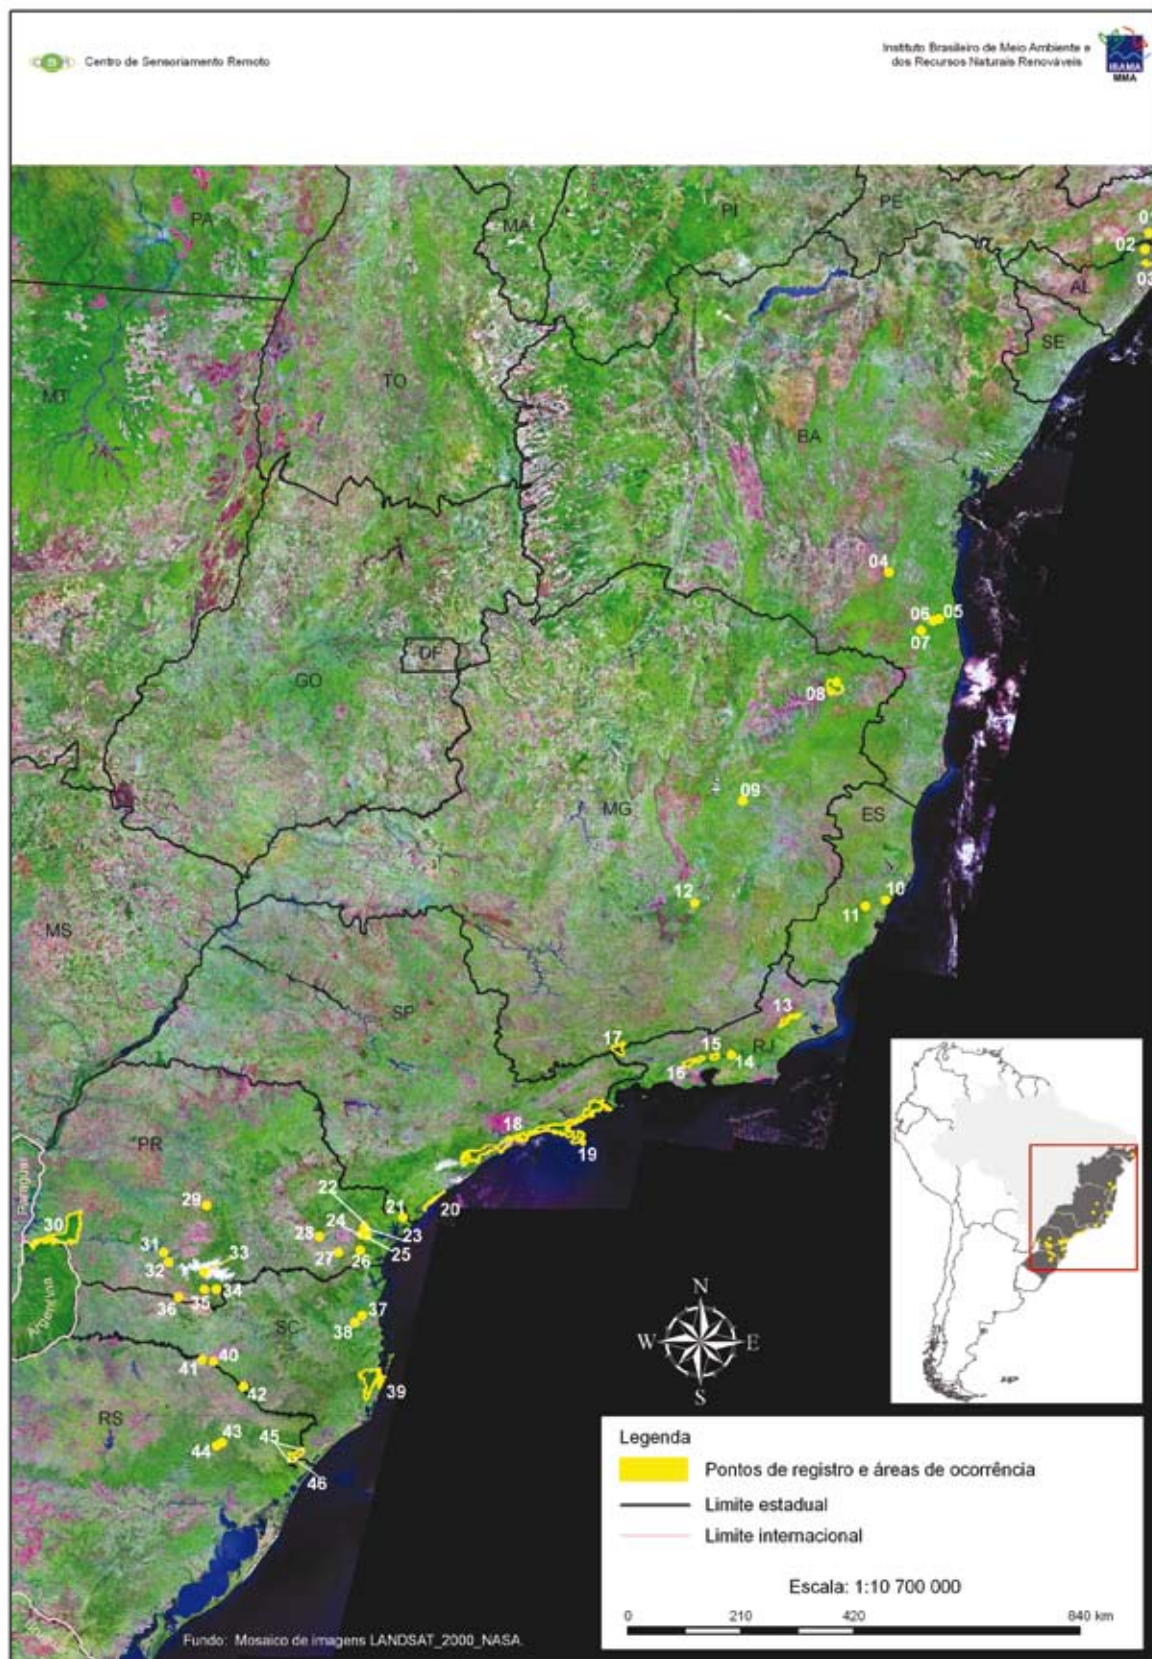 Centro de Sensoriamento Remoto
Instituto Brasileiro de Meio Ambiente e
dos Recursos Naturais Renováveis
IBAMA
MMA
PA
MA
PI
PE
01
02
AL
03
SE
MT
TO
BA
04
06
05
07
DF
GO
08
09
MG
ES
12
10
11
MS
SP
13
17
15
RJ
14
16
18
19
PR
Paraguai
22
29
21
20
30
28
24
23
31
33
27
26
25
32
35
34
36
Argentina
37
SC
38
41
40
39
42
RS
43
45
44
46
N
W
E
S
Legenda
Pontos de registro e áreas de ocorrência
Limite estadual
Limite internacional
Escala: 1:10 700 000
0
210
420
840 km
Uruguai
Fundo: Mosaico de imagens LANDSAT_2000_NASA.